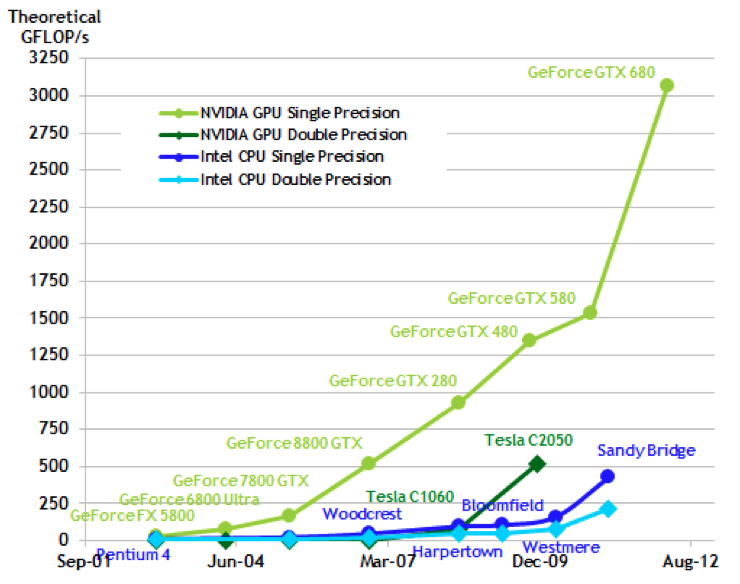 Theoretical
GFLOP/s
3250
3000
2750
2500
2250
2000
1750
1500
1250
1000
750
500
250
0
NVIDIA GPU Single Precision
NVIDIA GPU Double Precision
Intel CPU Single Precision
Intel CPU Double Precision
GeForce GTX 680
GeForce GTX 580
GeForce GTX 480
GeForce GTX 280
GeForce 8800 GTX
GeForce 7800 GTX
GeForce 6800 Ultra
GeForce FX 5800
Tesla C2050
Tesla C1060
Sandy Bridge
Woodcrest
Bloomfield
Pentium 4
Harpertown
Westmere
Sep-01
Jun-04
Mar-07
Dec-09
Aug-12